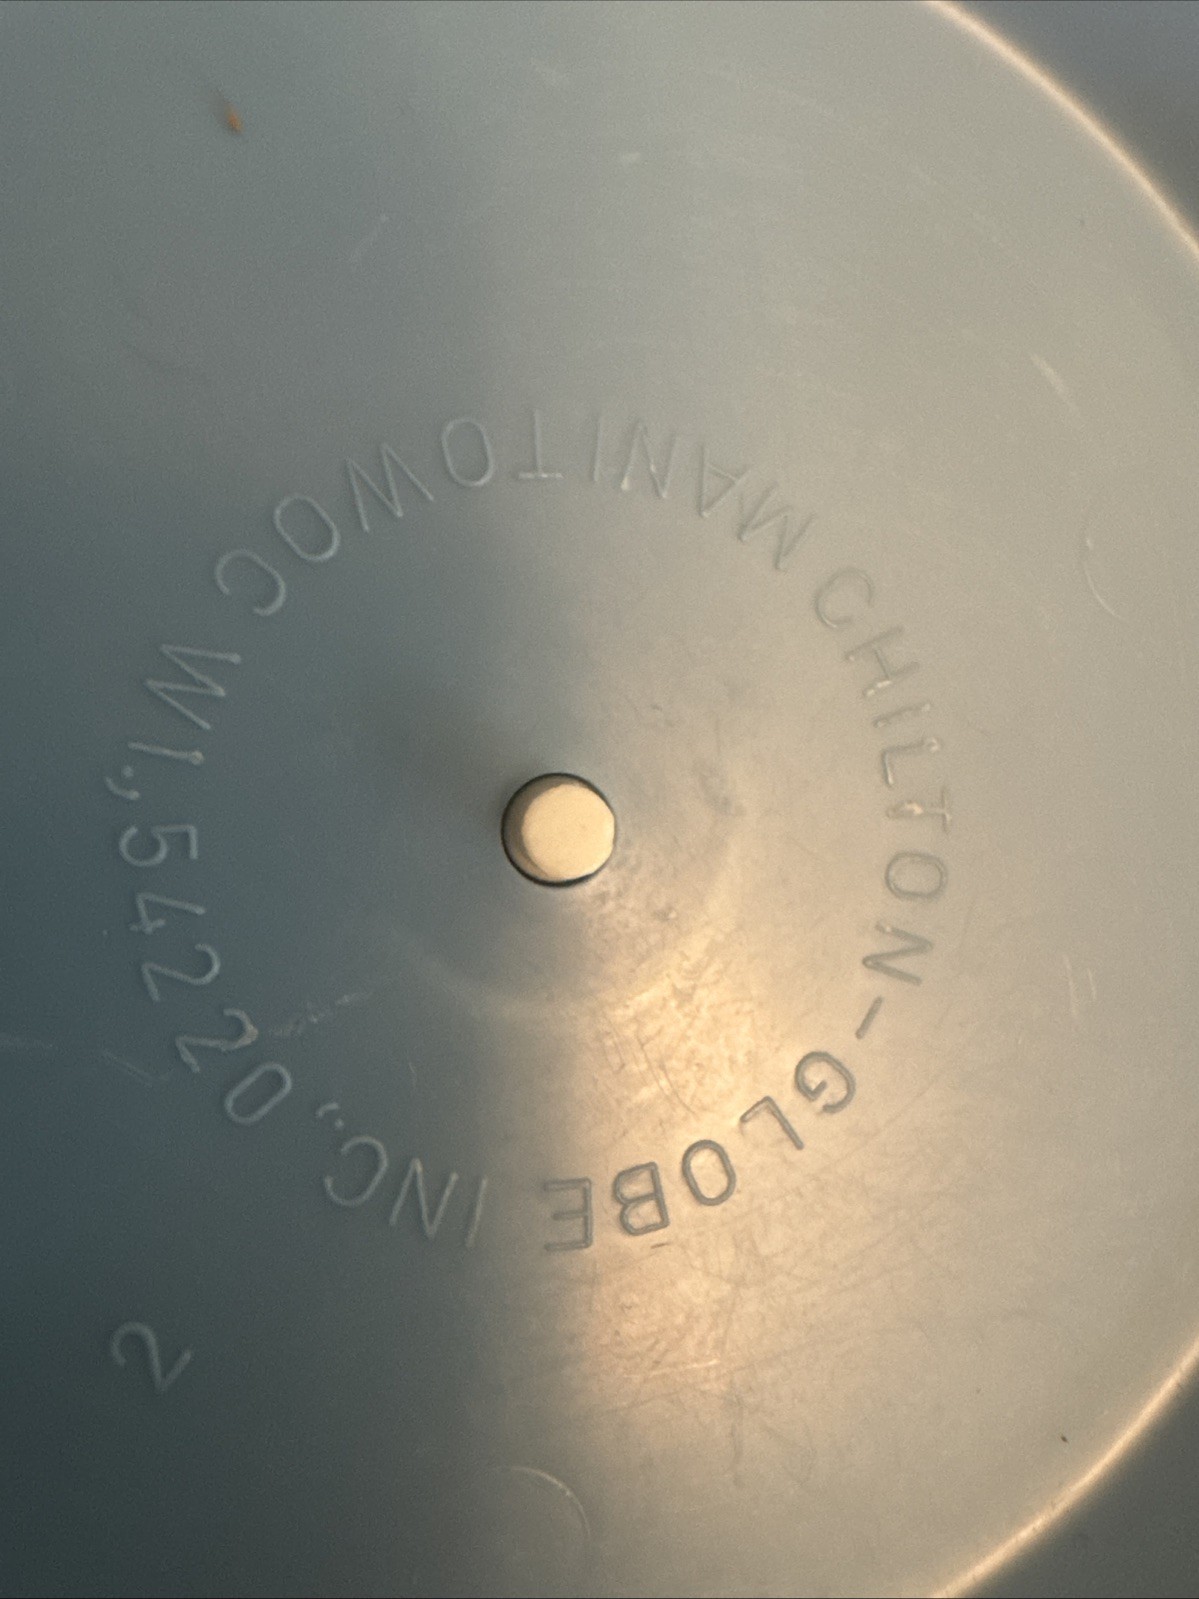 CHILTON-GLOBE INC.,
MANITOWOC WI., 54220
2